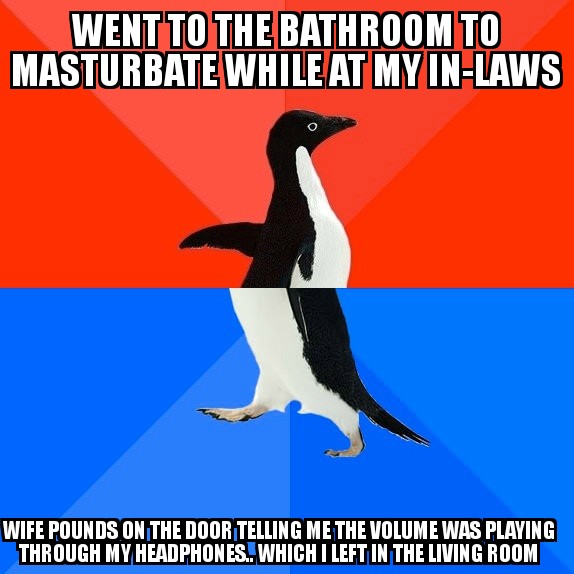 WENT TO THE BATHROOM TO
MASTURBATE WHILE AT MY IN-LAWS
WIFE POUNDS ON THE DOOR TELLING ME THE VOLUME WAS PLAYING
THROUGH MY HEADPHONES.. WHICH I LEFT IN THE LIVING ROOM